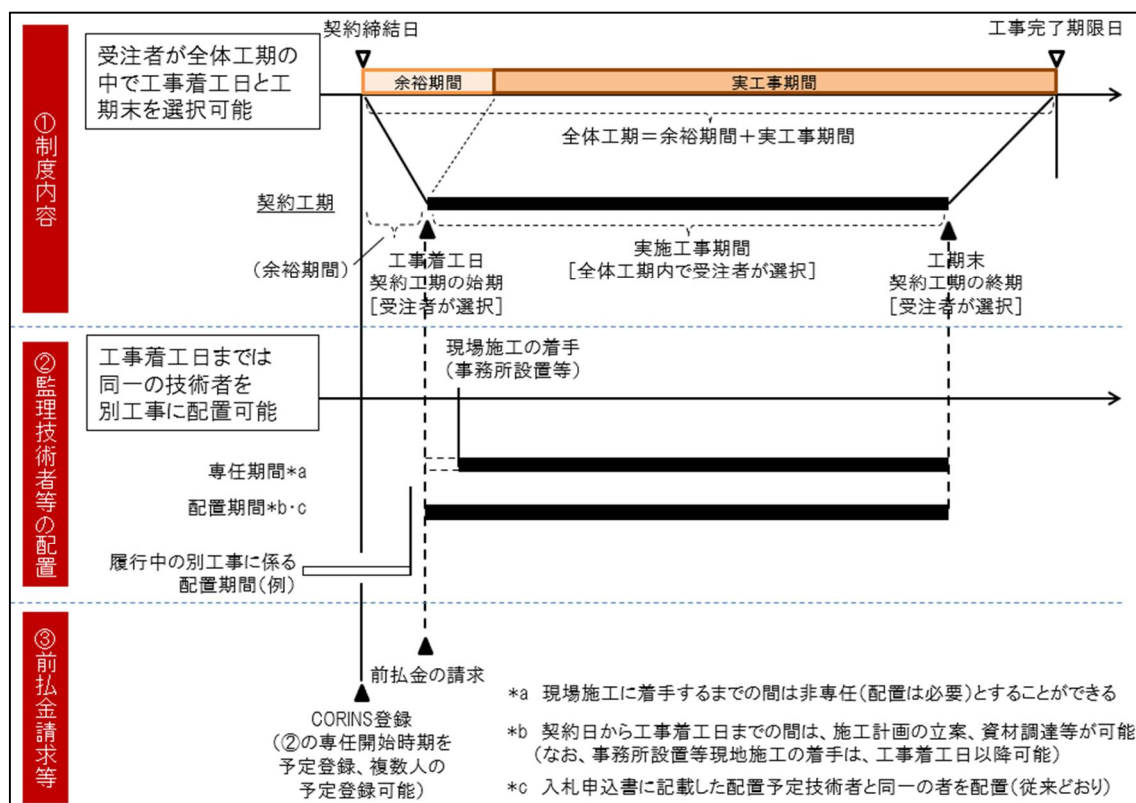 契約締結日
工事完了期限日
受注者が全体工期の
中で工事着工日と工
期末を選択可能
余裕期間
実工事期間
全体工期＝余裕期間＋実工事期間
①制度内容
契約工期
(余裕期間)
工事着工日
契約工期の始期
[受注者が選択]
実施工事期間
[全体工期内で受注者が選択]
工期末
契約工期の終期
[受注者が選択]
②監理技術者等の配置
工事着工日までは
同一の技術者を
別工事に配置可能
現場施工の着手
(事務所設置等)
専任期間*a
配置期間*b・c
履行中の別工事に係る
配置期間(例)
③前払金請求等
前払金の請求
CORINS登録
(②の専任開始時期を
予定登録、複数人の
予定登録可能)
*a 現場施工に着手するまでの間は非専任(配置は必要)とすることができる
*b 契約日から工事着工日までの間は、施工計画の立案、資材調達等が可能
(なお、事務所設置等現地施工の着手は、工事着工日以降可能)
*c 入札申込書に記載した配置予定技術者と同一の者を配置(従来どおり)